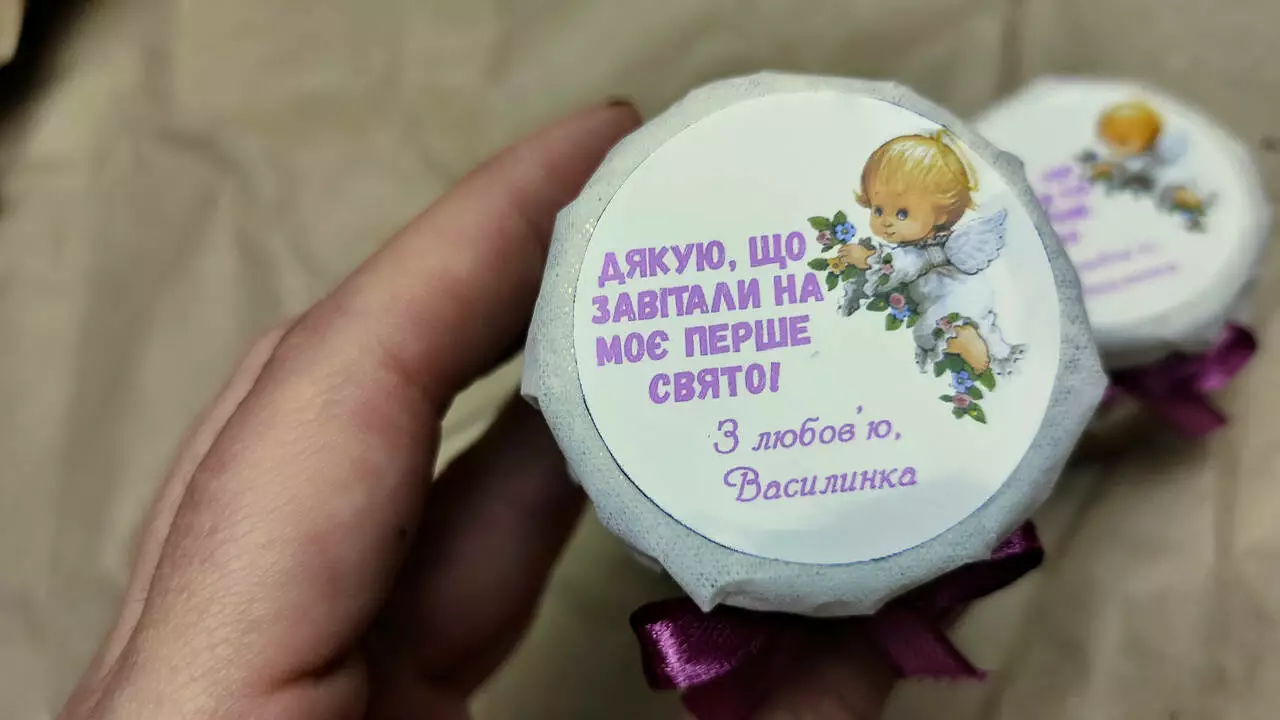 ДЯКУЮ, ЩО
ЗАВІТАЛИ НА
МОЄ ПЕРШЕ
СВЯТО!
З любов'ю,
Василинка